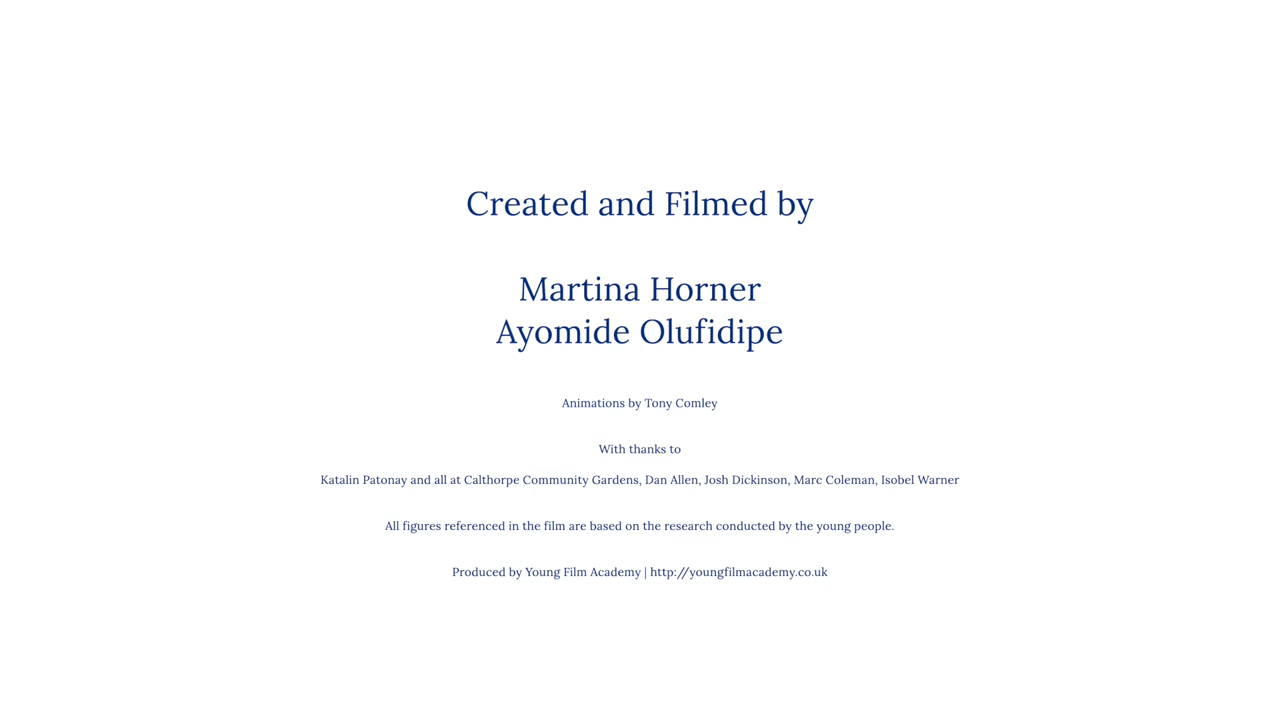 Created and Filmed by
Martina Horner
Ayomide Olufidipe
Animations by Tony Comley
With thanks to
Katalin Patonay and all at Calthorpe Community Gardens, Dan Allen, Josh Dickinson, Marc Coleman, Isobel Warner
All figures referenced in the film are based on the research conducted by the young people.
Produced by Young Film Academy | http://youngfilmacademy.co.uk